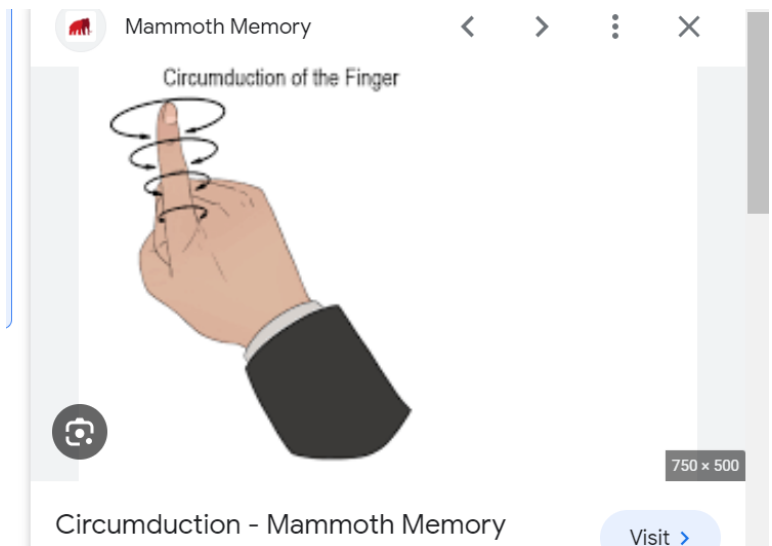 Mammoth Memory
Circumduction of the Finger
750 × 500
Circumduction - Mammoth Memory
Visit